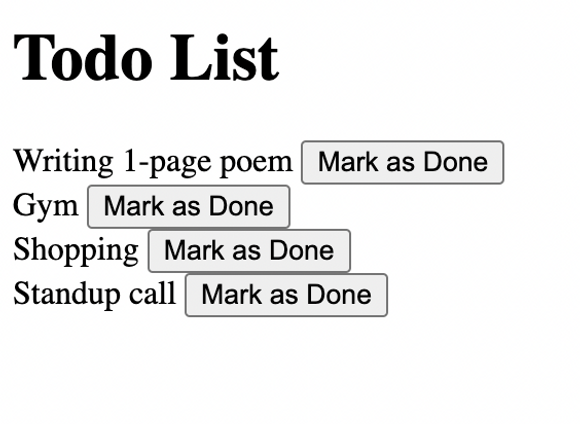 Todo List
Writing 1-page poem Mark as Done
Gym Mark as Done
Shopping Mark as Done
Standup call Mark as Done